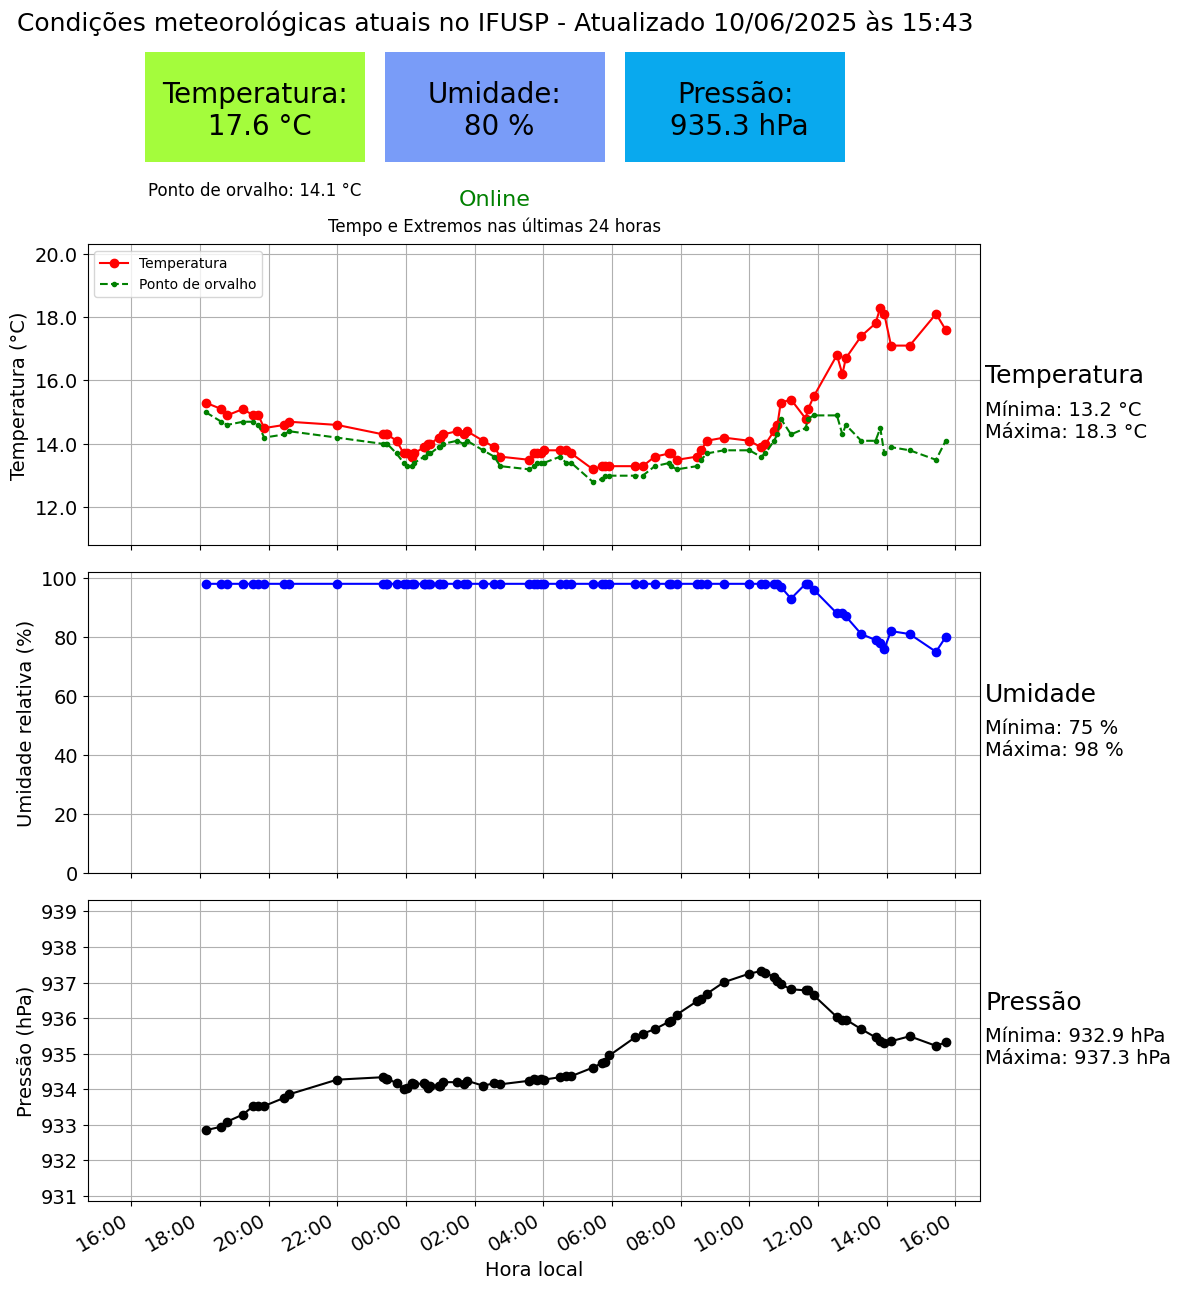 Condições meteorológicas atuais no IFUSP - Atualizado 10/06/2025 às 15:43
Temperatura:
17.6 °C
Umidade:
80 %
Pressão:
935.3 hPa
Ponto de orvalho: 14.1 °C
Online
Tempo e Extremos nas últimas 24 horas
Temperatura (°C)
20.0
18.0
16.0
14.0
12.0
Temperatura
Ponto de orvalho
Temperatura
Mínima: 13.2 °C
Máxima: 18.3 °C
Umidade relativa (%)
100
80
60
40
20
0
Umidade
Mínima: 75 %
Máxima: 98 %
Pressão (hPa)
939
938
937
936
935
934
933
932
931
Pressão
Mínima: 932.9 hPa
Máxima: 937.3 hPa
16:00
18:00
20:00
22:00
00:00
02:00
04:00
06:00
08:00
10:00
12:00
14:00
16:00
Hora local